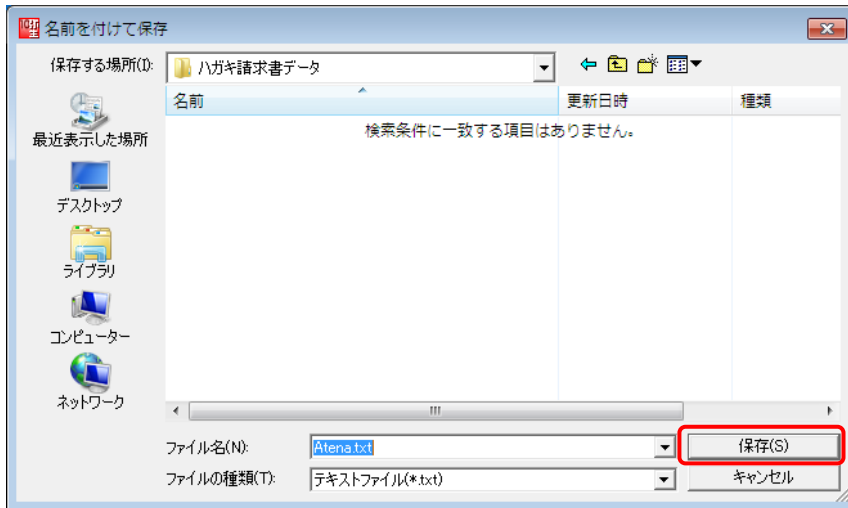 名前を付けて保存
保存する場所(I):
ハガキ請求書データ
名前
更新日時
種類
検索条件に一致する項目はありません。
最近表示した場所
デスクトップ
ライブラリ
コンピューター
ネットワーク
ファイル名(N):
Atena.txt
保存(S)
ファイルの種類(T):
テキストファイル(*.txt)
キャンセル